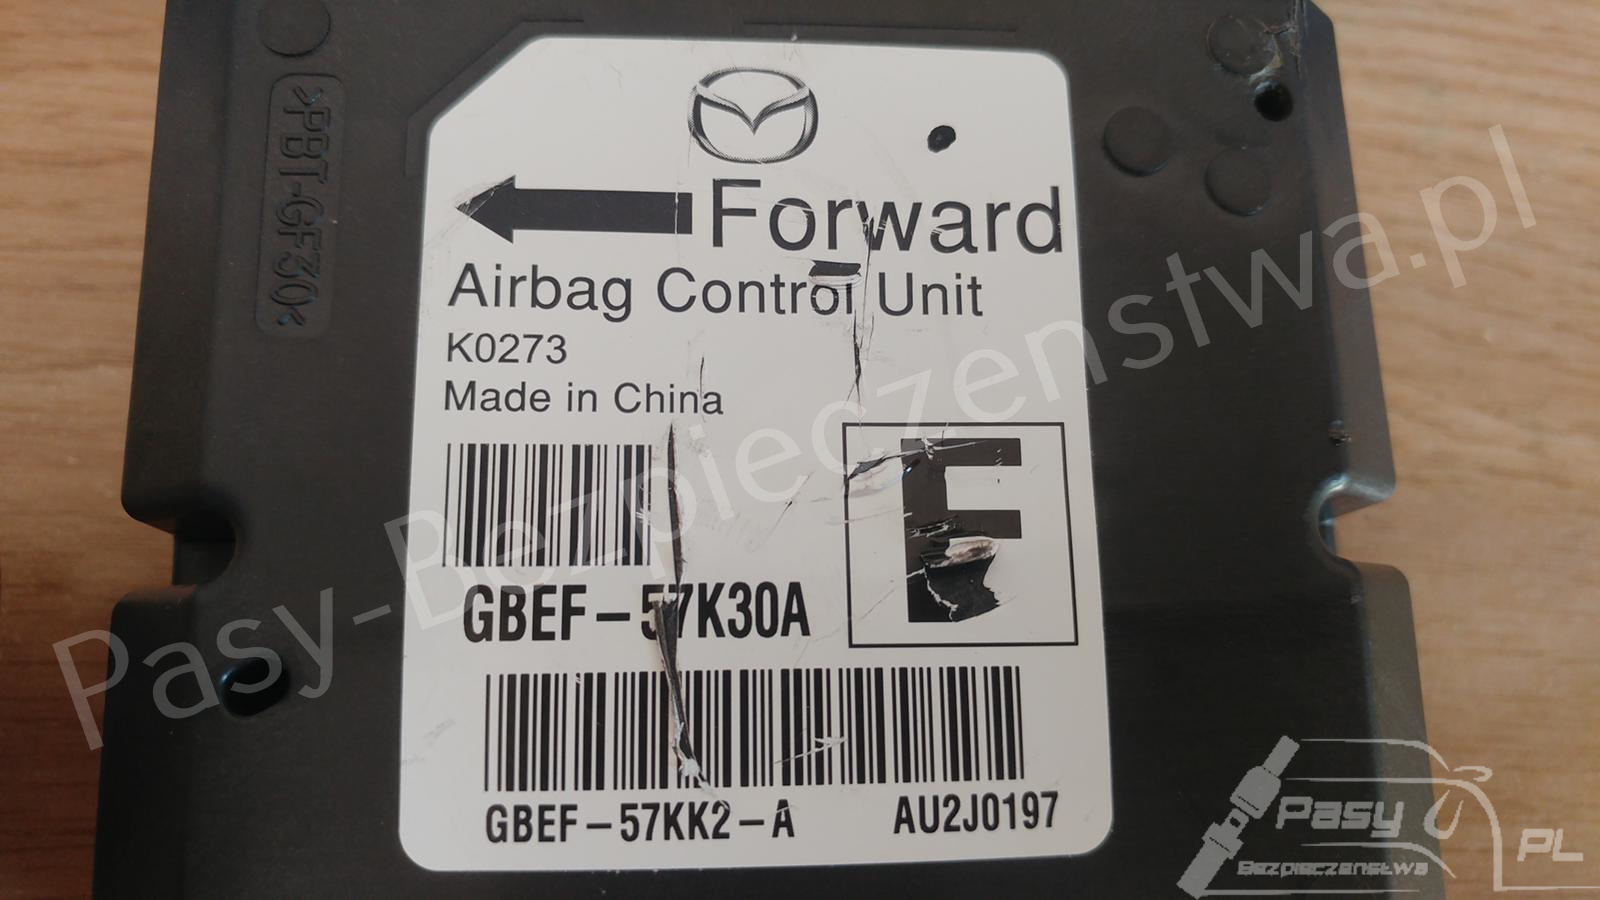 >PBT-GF30<
Forward
Airbag Control Unit
K0273
Made in China
E
GBEF-57K30A
GBEF-57KK2-A AU2J0197
Pasy-Bezpieczenstwa.pl
Pasy
Bezpieczenstwa
PL